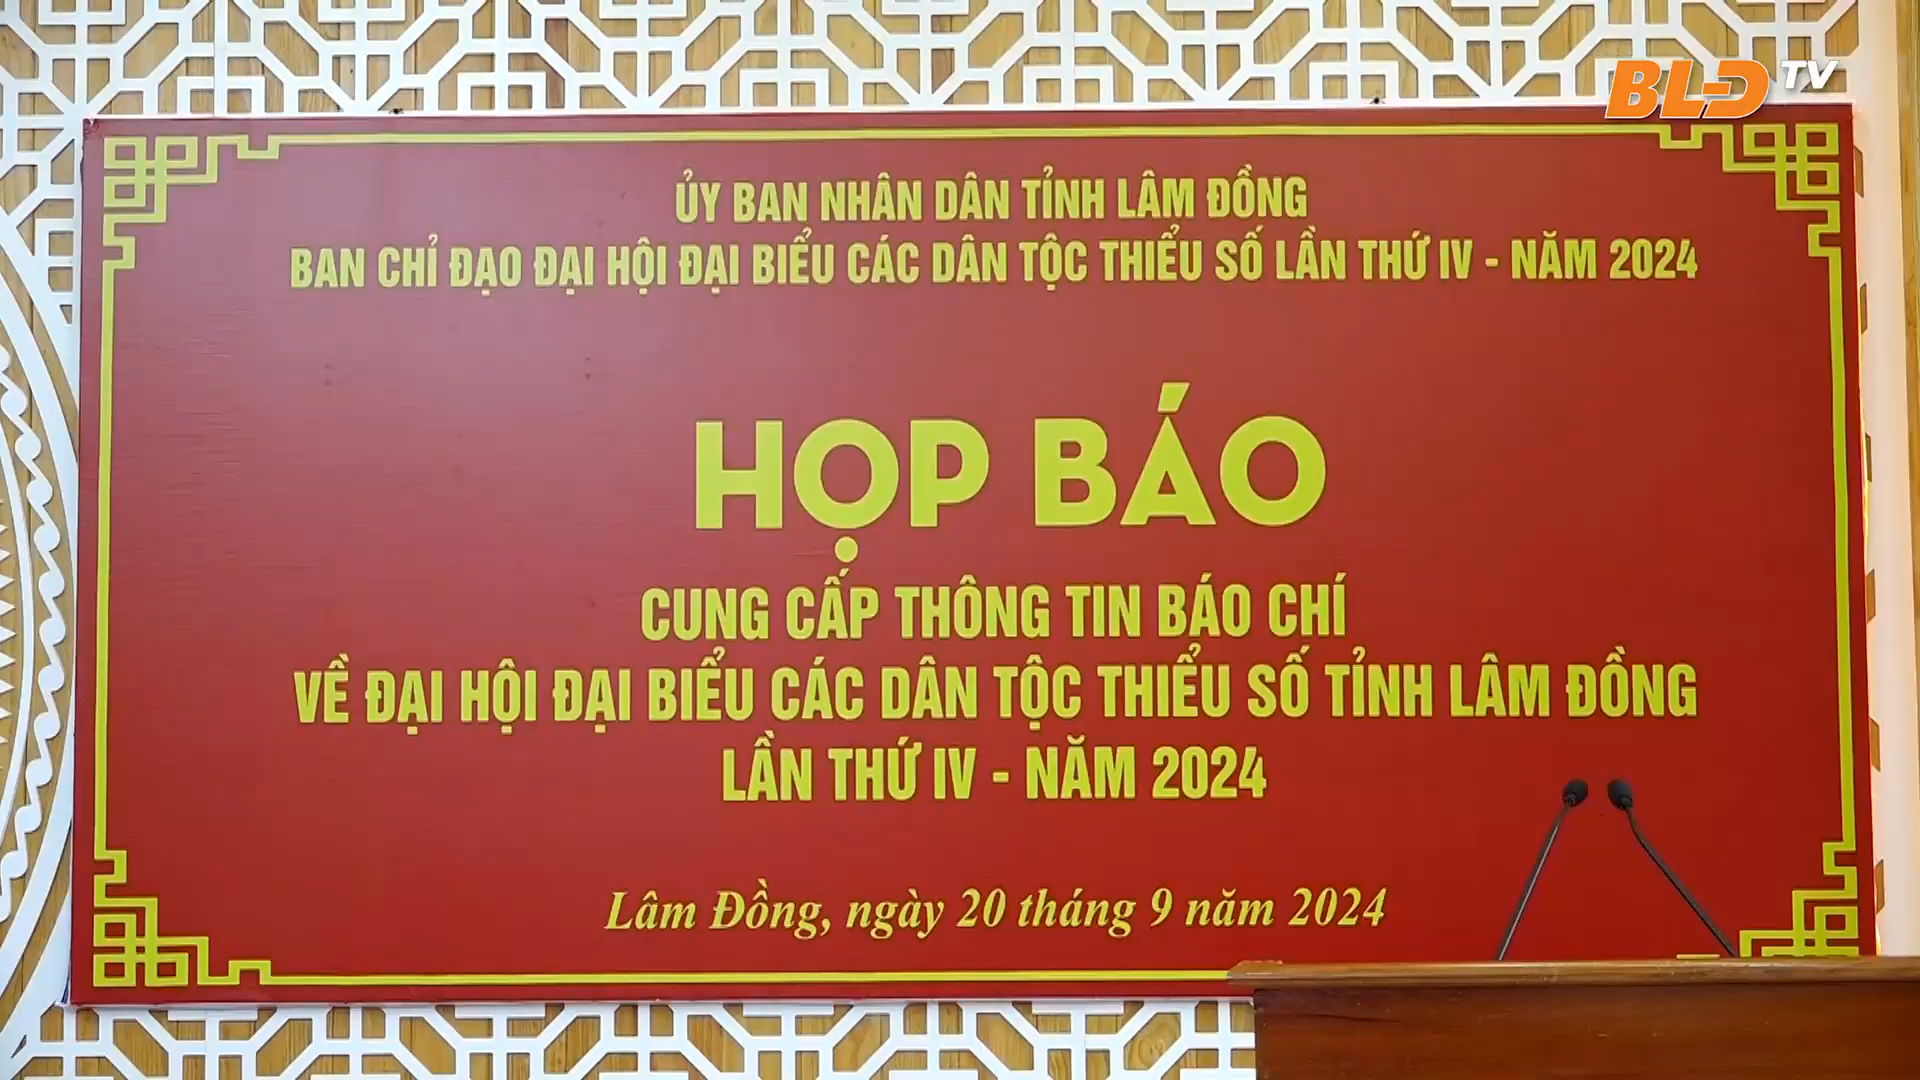 BLĐ TV
ỦY BAN NHÂN DÂN TỈNH LÂM ĐỒNG
BAN CHỈ ĐẠO ĐẠI HỘI ĐẠI BIỂU CÁC DÂN TỘC THIỂU SỐ LẦN THỨ IV - NĂM 2024
HỌP BÁO
CUNG CẤP THÔNG TIN BÁO CHÍ
VỀ ĐẠI HỘI ĐẠI BIỂU CÁC DÂN TỘC THIỂU SỐ TỈNH LÂM ĐỒNG
LẦN THỨ IV - NĂM 2024
Lâm Đồng, ngày 20 tháng 9 năm 2024